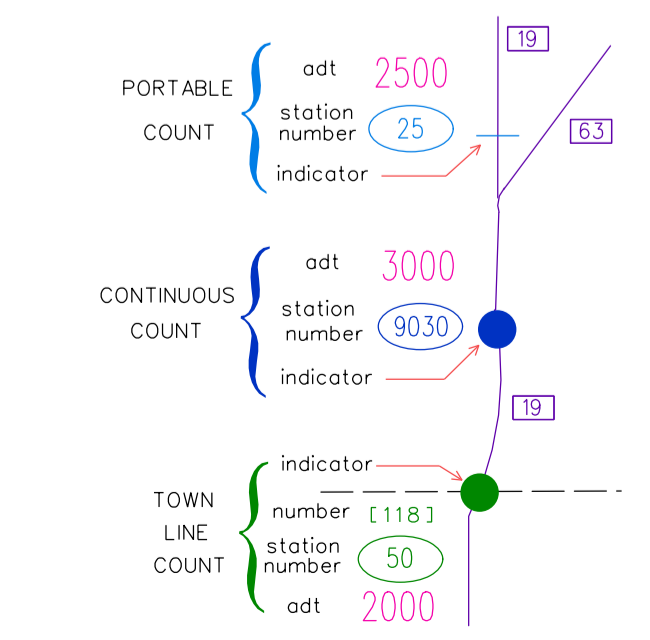 19
adt 2500
PORTABLE
COUNT
station
number 25
63
indicator
adt 3000
CONTINUOUS
COUNT
station
number 9030
indicator
19
indicator
TOWN
LINE
COUNT
number [118]
station
number 50
adt 2000